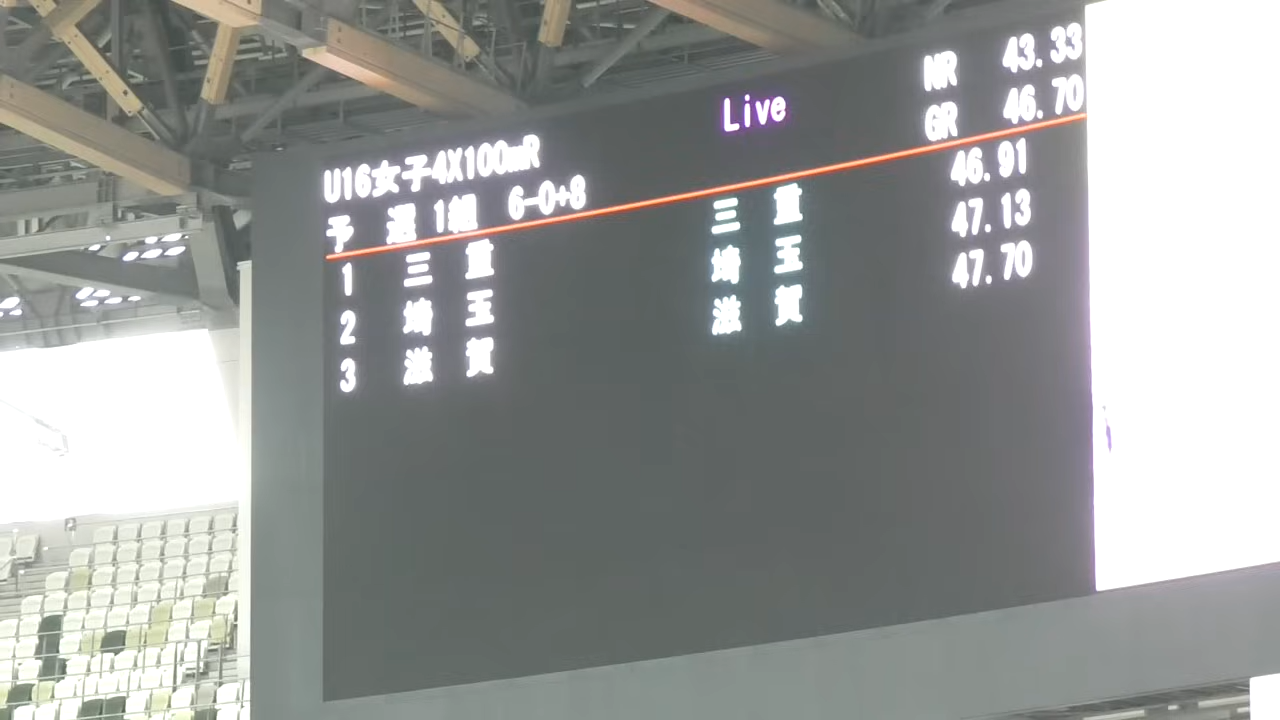 NR 43.33
Live GR 46.70
U16女子4X100mR
予 選 1組 6-0+8
1 三 重 三 重 46.91
2 埼 玉 埼 玉 47.13
3 滋 賀 滋 賀 47.70